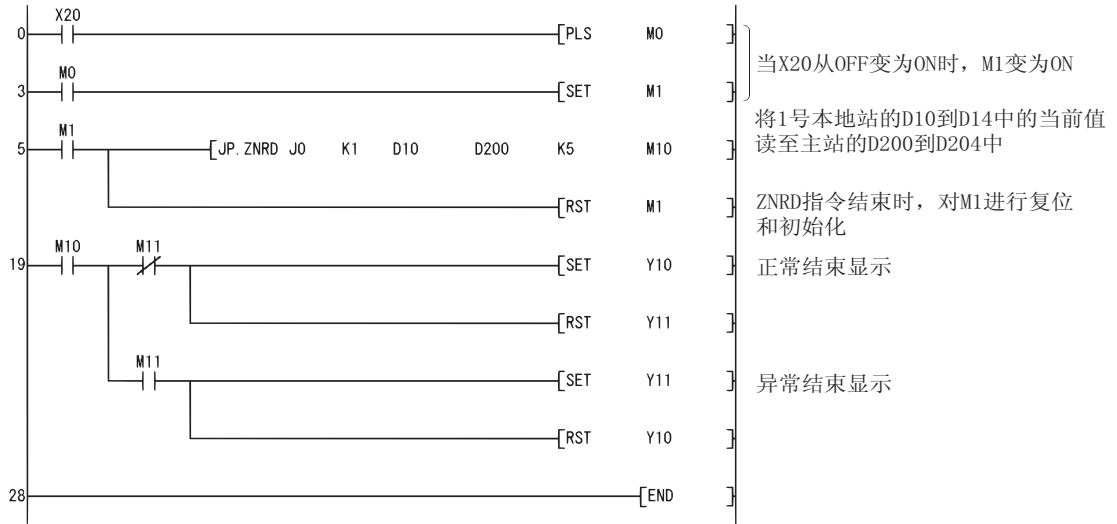 X20
0 [PLS M0 ]
M0
3 [SET M1 ]
当X20从OFF变为ON时，M1变为ON
M1
5 [JP.ZNRD J0 K1 D10 D200 K5 M10 ]
将1号本地站的D10到D14中的当前值
读至主站的D200到D204中
[RST M1 ]
ZNRD指令结束时，对M1进行复位
和初始化
M10 M11
19 [SET Y10 ]
正常结束显示
[RST Y11 ]
M11
[SET Y11 ]
异常结束显示
[RST Y10 ]
28 [END ]